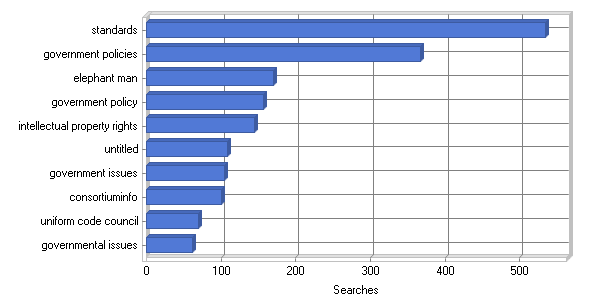 standards
government policies
elephant man
government policy
intellectual property rights
untitled
government issues
consortiuminfo
uniform code council
governmental issues
0 100 200 300 400 500
Searches